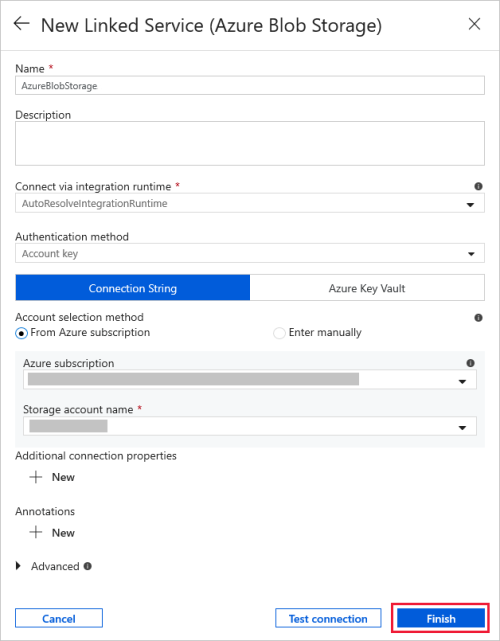 New Linked Service (Azure Blob Storage)
Name *
AzureBlobStorage
Description
Connect via integration runtime *
AutoResolveIntegrationRuntime
Authentication method
Account key
Connection String
Azure Key Vault
Account selection method
From Azure subscription
Enter manually
Azure subscription
Storage account name *
Additional connection properties
New
Annotations
New
Advanced
Cancel
Test connection
Finish